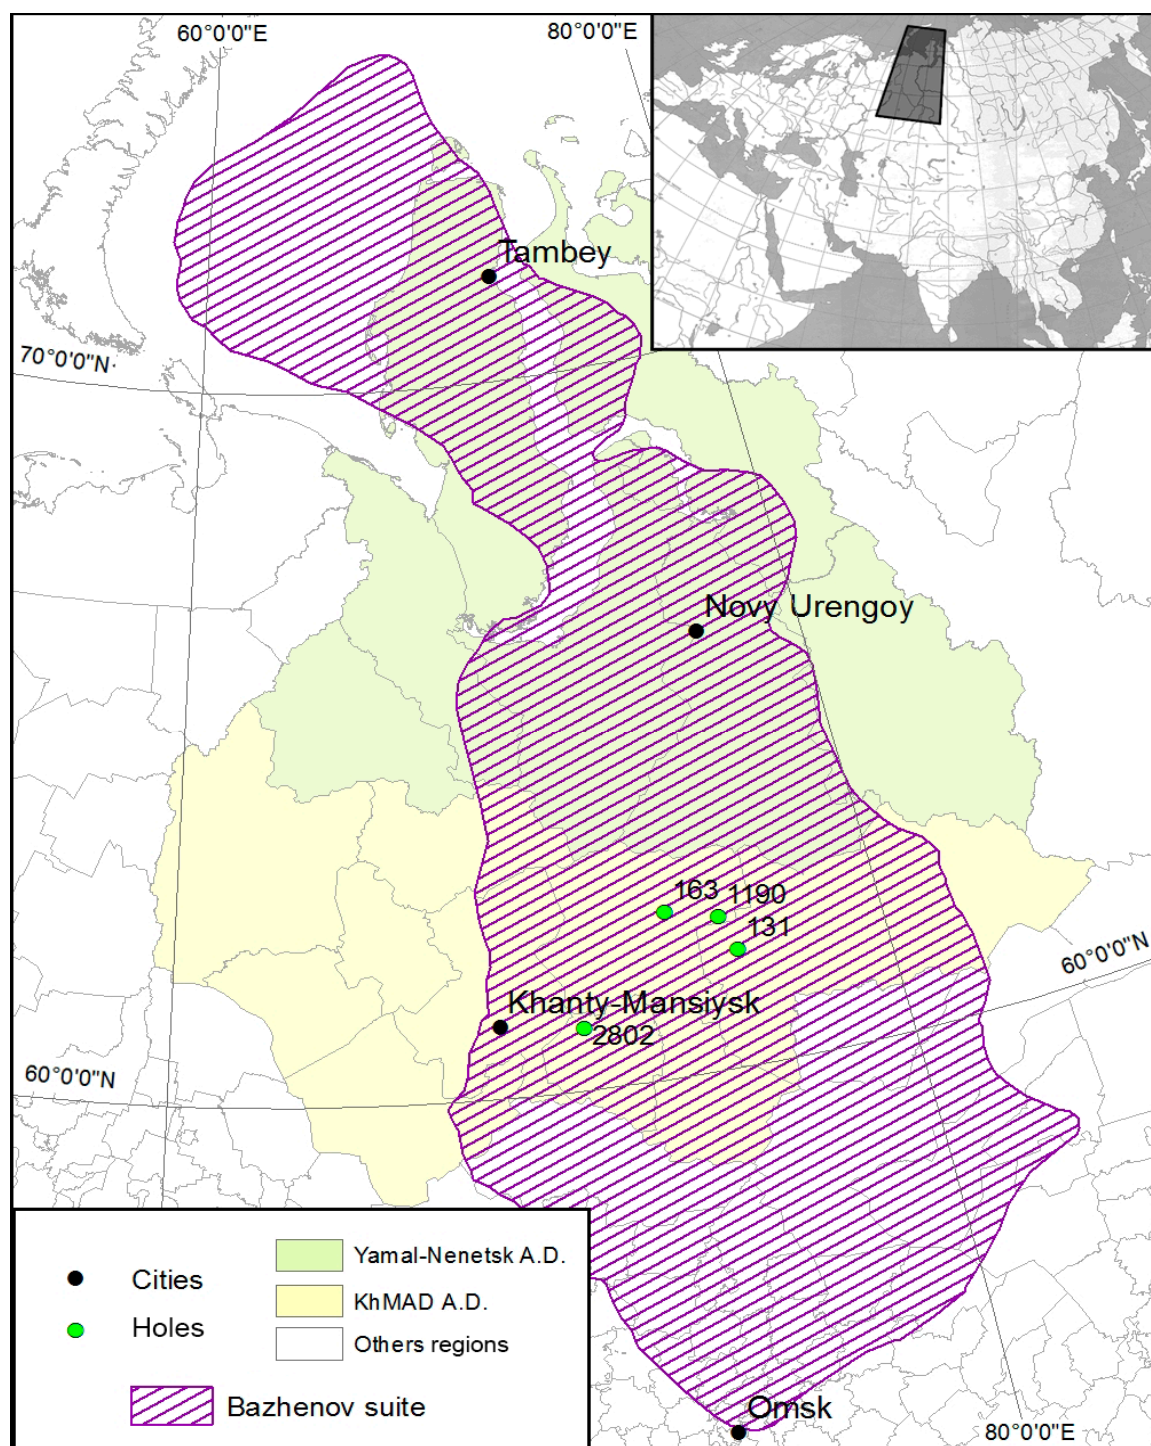 60°0'0"E
80°0'0"E
Tambey
70°0'0"N
Novy Urengoy
163
1190
131
60°0'0"N
Khanty-Mansiysk
2802
60°0'0"N
Cities
Holes
Yamal-Nenetsk A.D.
KhMAD A.D.
Others regions
Bazhenov suite
Omsk
80°0'0"E